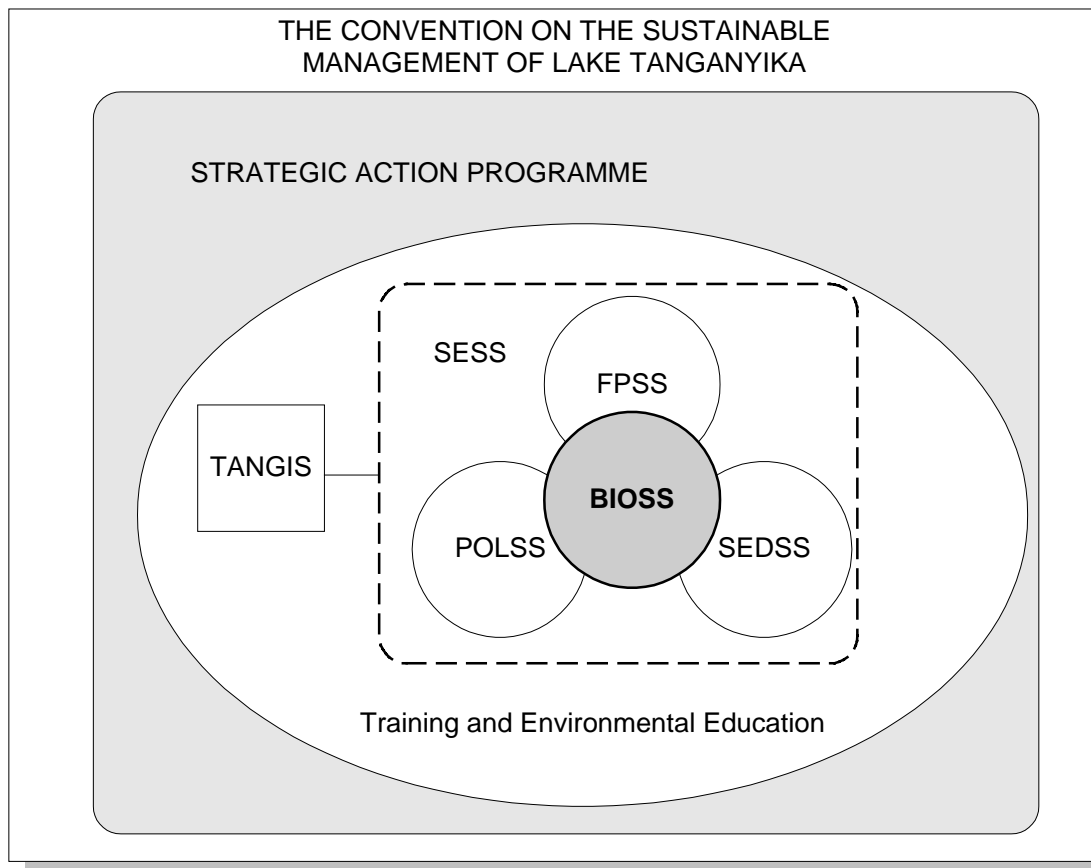 THE CONVENTION ON THE SUSTAINABLE
MANAGEMENT OF LAKE TANGANYIKA
STRATEGIC ACTION PROGRAMME
SESS
FPSS
TANGIS
BIOSS
POLSS
SEDSS
Training and Environmental Education